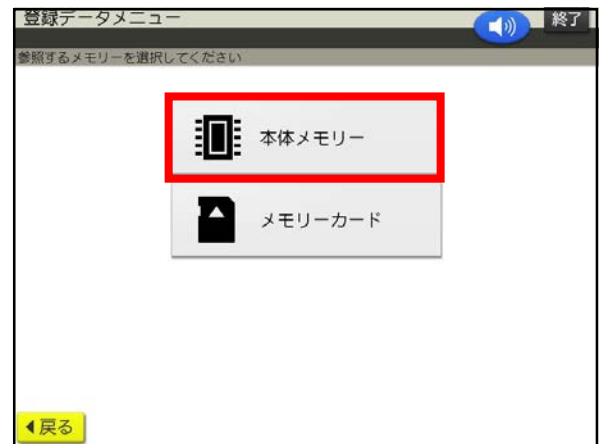 登録データメニュー
終了
参照するメモリーを選択してください
本体メモリー
メモリーカード
戻る